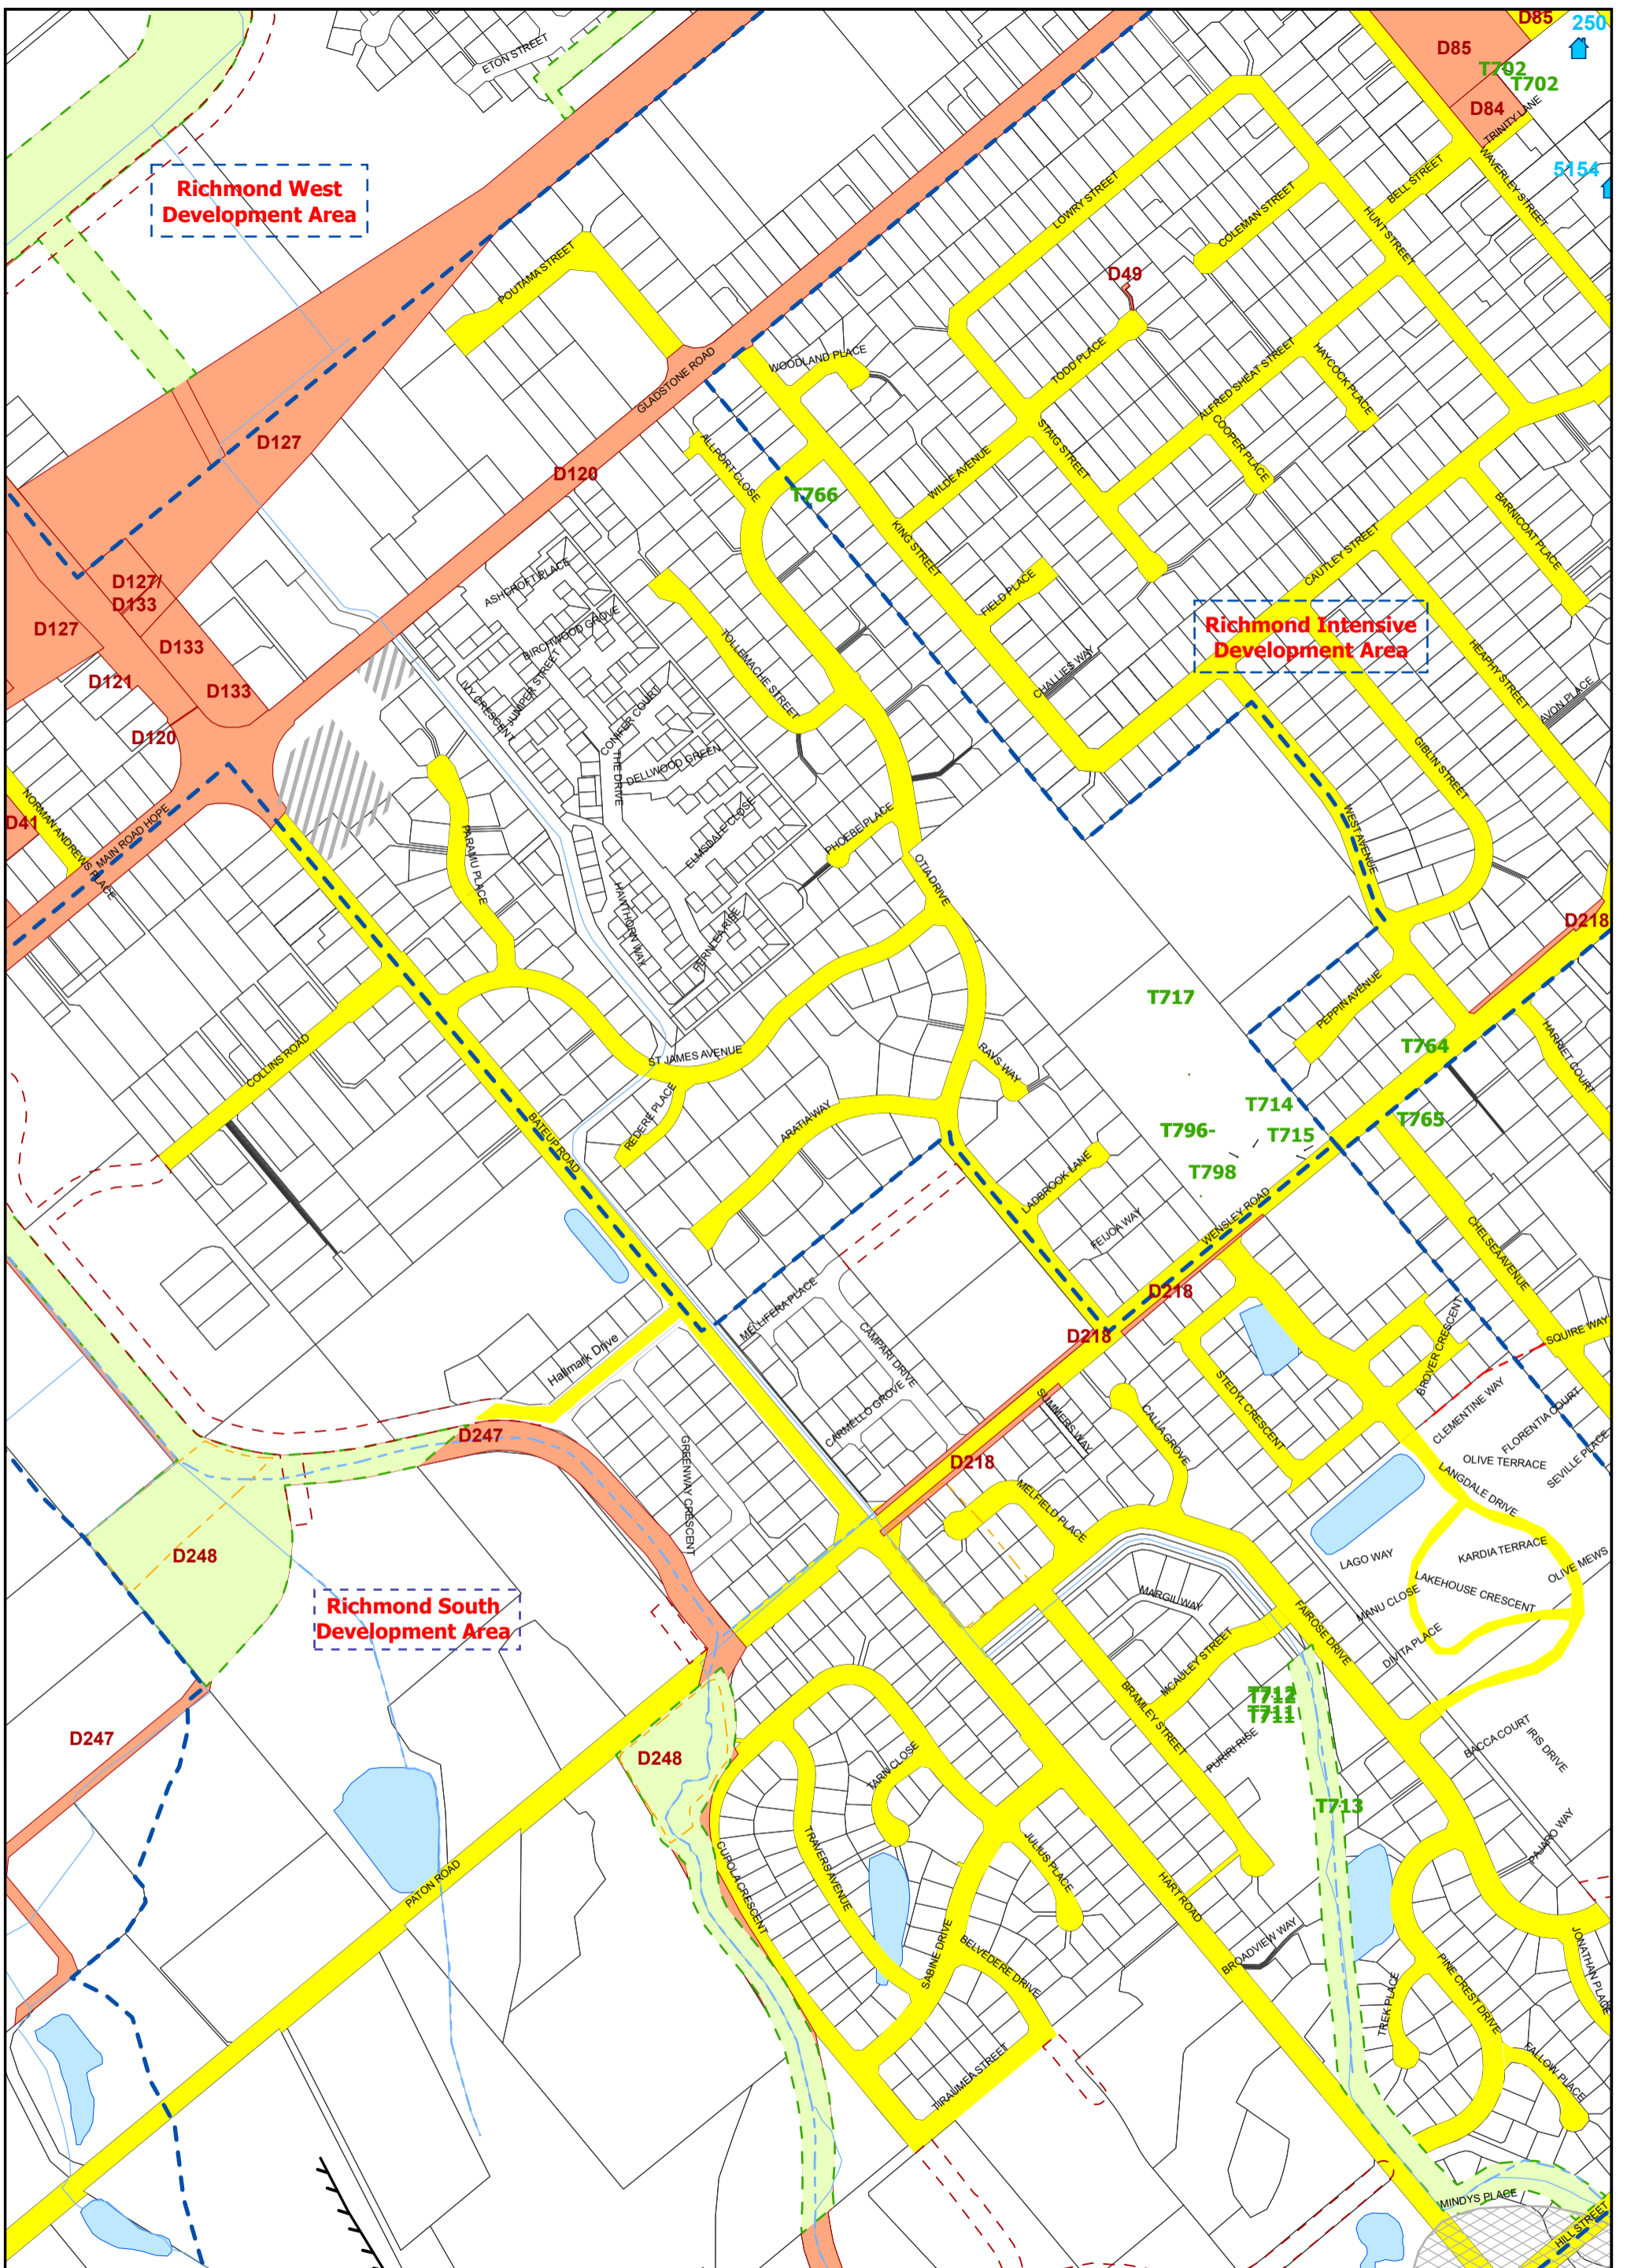 ETON STREET
D85
250
D85
T702
T702
D84
TRINITY LANE
WAVERLEY STREET
5154
BELL STREET
HUNT STREET
LOWRY STREET
COLEMAN STREET
Richmond West
Development Area
POUTAMA STREET
D49
GLADSTONE ROAD
WOODLAND PLACE
TODD PLACE
ALFRED SHEAT STREET
HAYCOCK PLACE
D127
D120
ALLPORT CLOSE
T766
WILDE AVENUE
STAIG STREET
COOPER PLACE
BARNICOAT PLACE
KING STREET
CAUTLEY STREET
D127/
D133
D127
D133
D121
D133
D120
ASHCROFT PLACE
BIRCHWOOD GROVE
JUNIPER STREET
IVY CRESCENT
CONIFER COURT
THE DRIVE
DELLWOOD GREEN
TOLLEMACHE STREET
FIELD PLACE
CHALLIES WAY
Richmond Intensive
Development Area
HEAPHY STREET
AVON PLACE
GIBLIN STREET
WEST AVENUE
D41
NORMAN ANDREWS PLACE
MAIN ROAD HOPE
PARAMU PLACE
ELMSDALE CLOSE
PHOEBE PLACE
OTIA DRIVE
HAWTHORN WAY
FERNLEA RISE
D218
T717
PEPPIN AVENUE
T764
HARRIET COURT
COLLINS ROAD
ST JAMES AVENUE
RAYS WAY
REDERE PLACE
ARATIA WAY
BATEUP ROAD
T714
T715
T765
T796-
T798
LADBROOK LANE
FEIJOA WAY
WENSLEY ROAD
CHELSEA AVENUE
D218
D218
MELLIFERA PLACE
CAMPARI DRIVE
CARMELLO GROVE
Hallmark Drive
SQUIRE WAY
BROVER CRESCENT
STEDYL CRESCENT
CLEMENTINE WAY
FLORENTIA COURT
OLIVE TERRACE
SEVILLE PLACE
LANGDALE DRIVE
SUMMERS WAY
CALLIA GROVE
D247
GREENWAY CRESCENT
D218
MELFIELD PLACE
D248
LAGO WAY
KARDIA TERRACE
OLIVE MEWS
LAKEHOUSE CRESCENT
MANU CLOSE
DIVITA PLACE
Richmond South
Development Area
MARGIL WAY
FAIROSE DRIVE
MCAULEY STREET
BRAMLEY STREET
T712
T711
PURIRI RISE
BACCA COURT
IRIS DRIVE
D247
D248
TARN CLOSE
T713
PAJARO WAY
CUPOLA CRESCENT
TRAVERS AVENUE
JULIUS PLACE
HART ROAD
PATON ROAD
SABINE DRIVE
BELVEDERE DRIVE
BROADVIEW WAY
JONATHAN PLACE
PINE CREST DRIVE
TREK PLACE
FALLOW PLACE
TIRAUMEA STREET
MINDYS PLACE
HILL STREET